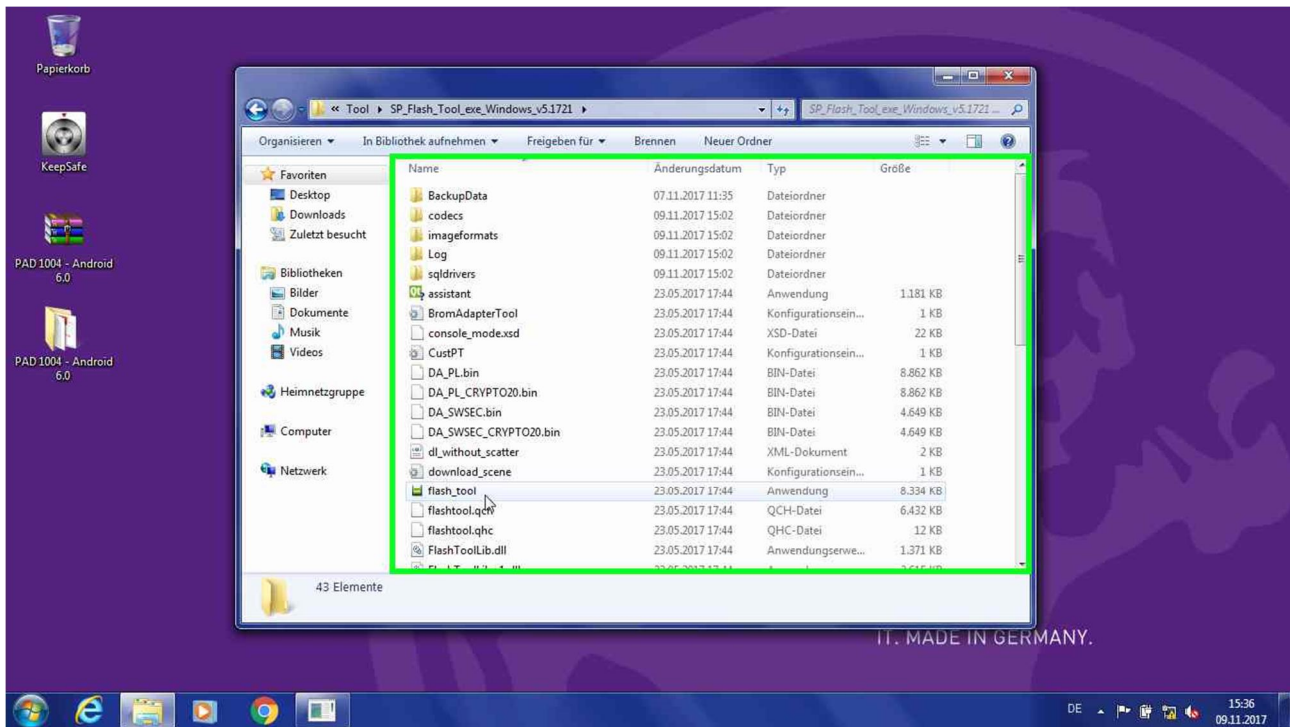 Papierkorb
KeepSafe
PAD 1004 - Android
6.0
PAD 1004 - Android
6.0
« Tool ▸ SP_Flash_Tool_exe_Windows_v5.1721 ▸
SP_Flash_Tool_exe_Windows_v5.1721 ...
Organisieren In Bibliothek aufnehmen Freigeben für Brennen Neuer Ordner
Favoriten
Desktop
Downloads
Zuletzt besucht
Bibliotheken
Bilder
Dokumente
Musik
Videos
Heimnetzgruppe
Computer
Netzwerk
Name Änderungsdatum Typ Größe
BackupData 07.11.2017 11:35 Dateiordner
codecs 09.11.2017 15:02 Dateiordner
imageformats 09.11.2017 15:02 Dateiordner
Log 09.11.2017 15:02 Dateiordner
sqldrivers 09.11.2017 15:02 Dateiordner
assistant 23.05.2017 17:44 Anwendung 1.181 KB
BromAdapterTool 23.05.2017 17:44 Konfigurationsein... 1 KB
console_mode.xsd 23.05.2017 17:44 XSD-Datei 22 KB
CustPT 23.05.2017 17:44 Konfigurationsein... 1 KB
DA_PL.bin 23.05.2017 17:44 BIN-Datei 8.862 KB
DA_PL_CRYPTO20.bin 23.05.2017 17:44 BIN-Datei 8.862 KB
DA_SWSEC.bin 23.05.2017 17:44 BIN-Datei 4.649 KB
DA_SWSEC_CRYPTO20.bin 23.05.2017 17:44 BIN-Datei 4.649 KB
dl_without_scatter 23.05.2017 17:44 XML-Dokument 2 KB
download_scene 23.05.2017 17:44 Konfigurationsein... 1 KB
flash_tool 23.05.2017 17:44 Anwendung 8.334 KB
flashtool.qch 23.05.2017 17:44 QCH-Datei 6.432 KB
flashtool.qhc 23.05.2017 17:44 QHC-Datei 12 KB
FlashToolLib.dll 23.05.2017 17:44 Anwendungserwe... 1.371 KB
43 Elemente
IT. MADE IN GERMANY.
DE
15:36
09.11.2017